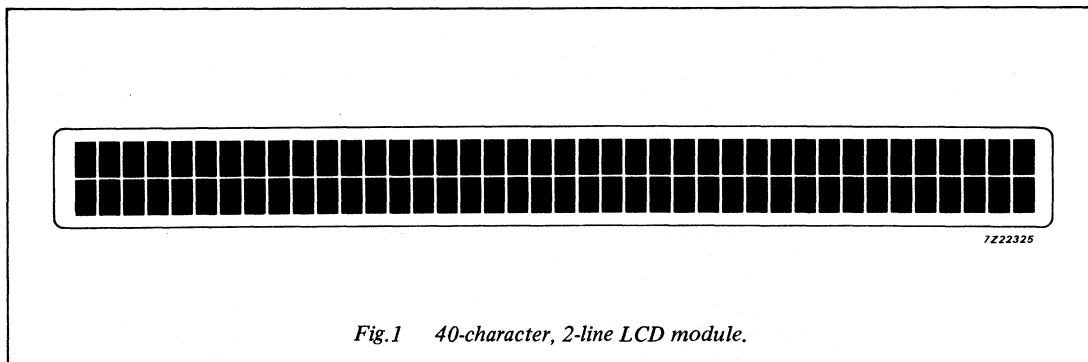 7Z22325
Fig.1 40-character, 2-line LCD module.